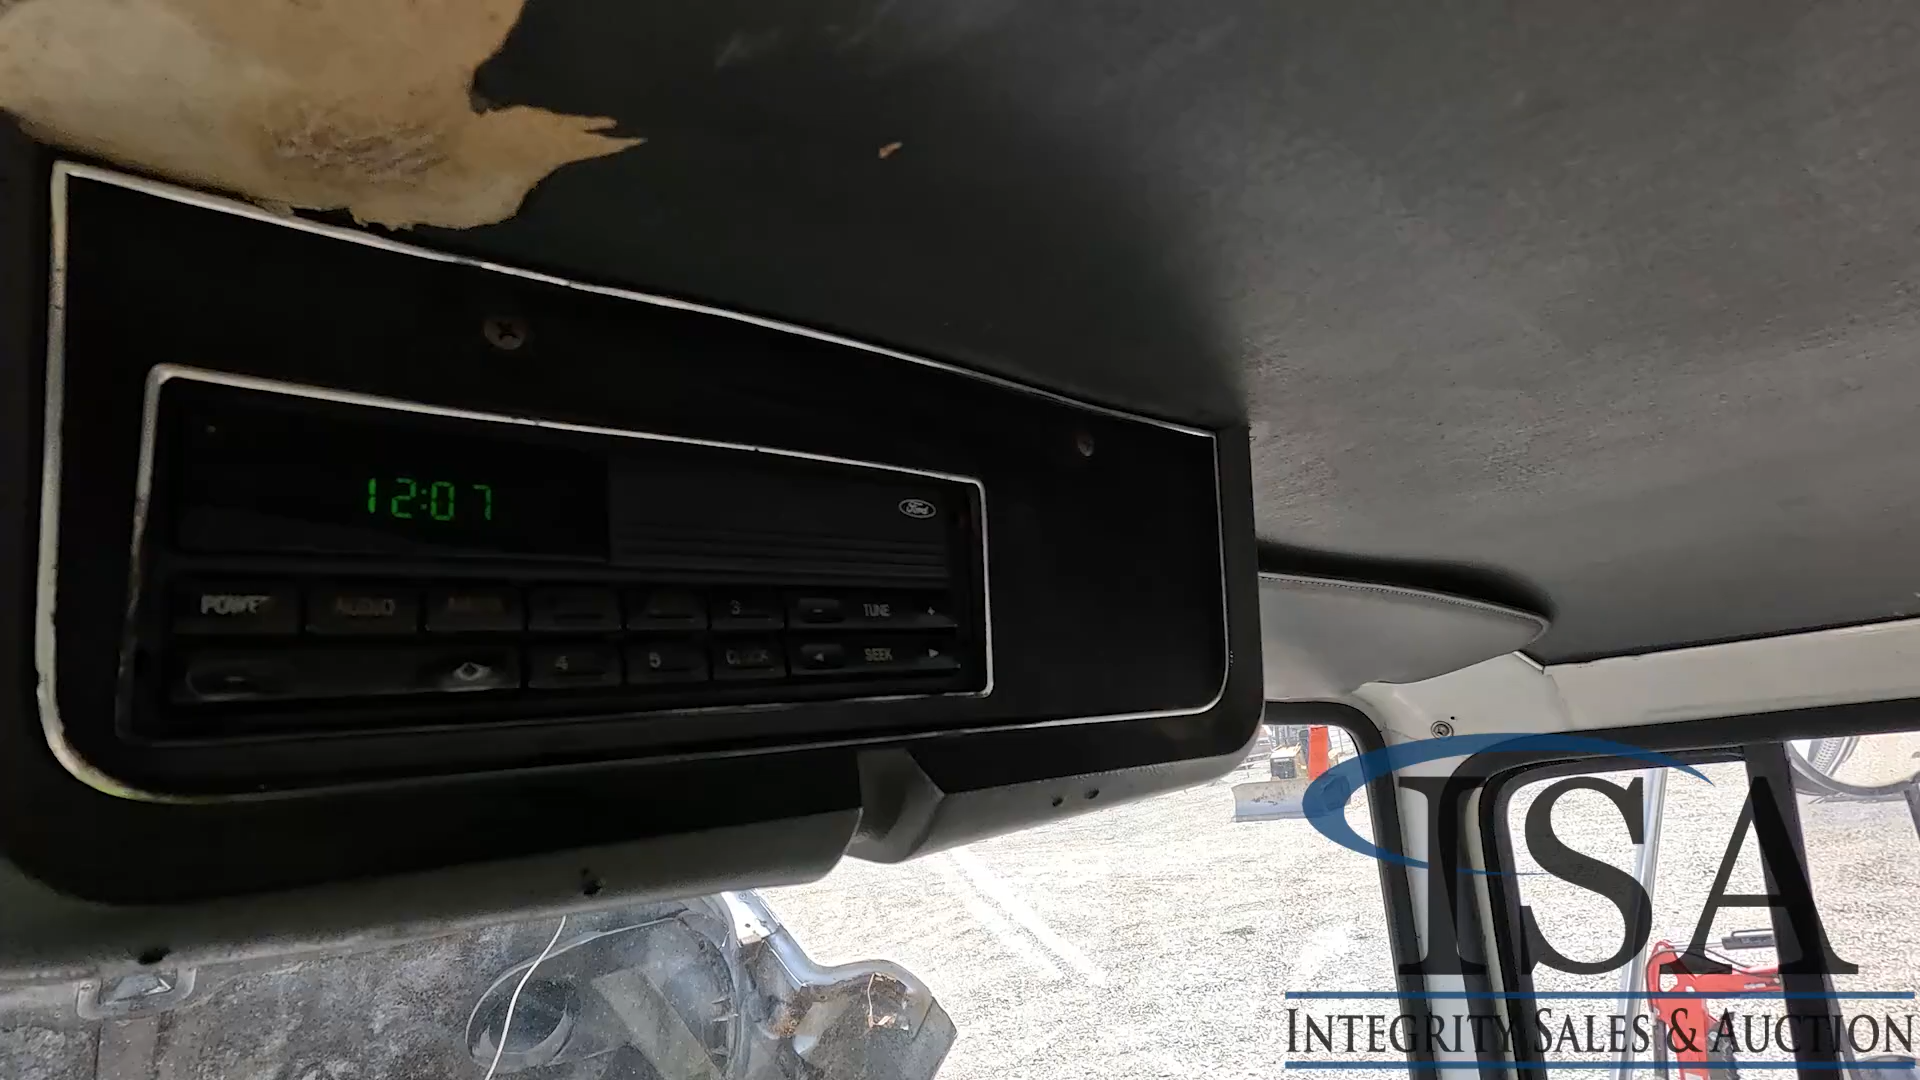 12:07
Ford
POWER AUDIO 3 - TUNE +
4 5 CLOCK SEEK
ISA
INTEGRITY SALES & AUCTION